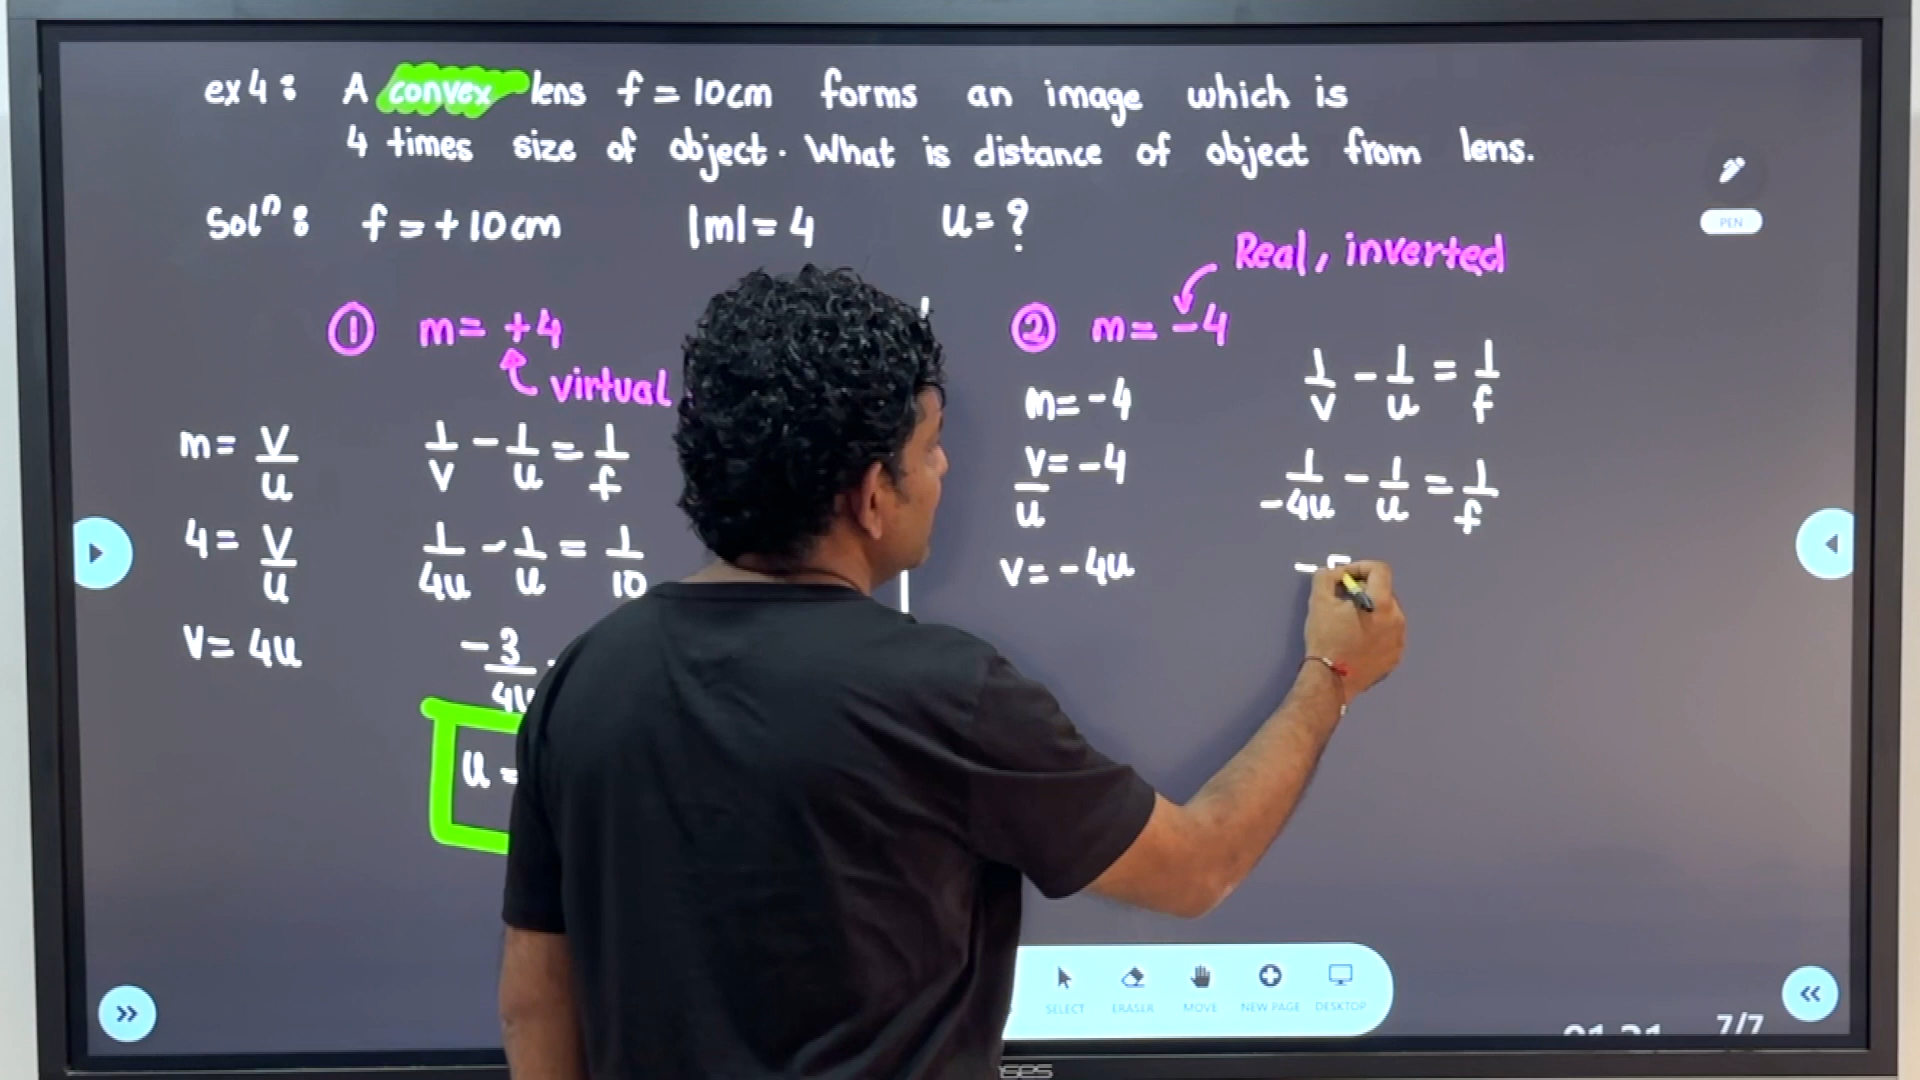 ex 4 : A convex lens f = 10cm forms an image which is
4 times size of object. What is distance of object from lens.
Solⁿ : f = +10cm |m| = 4 u = ?
① m = +4
virtual
m = v/u
1/v - 1/u = 1/f
4 = v/u
1/4u - 1/u = 1/10
v = 4u
-3/4u
u =
Real, inverted
② m = -4
m = -4
1/v - 1/u = 1/f
v/u = -4
1/-4u - 1/u = 1/f
v = -4u
PEN
SELECT ERASER MOVE NEW PAGE DESKTOP
7/7